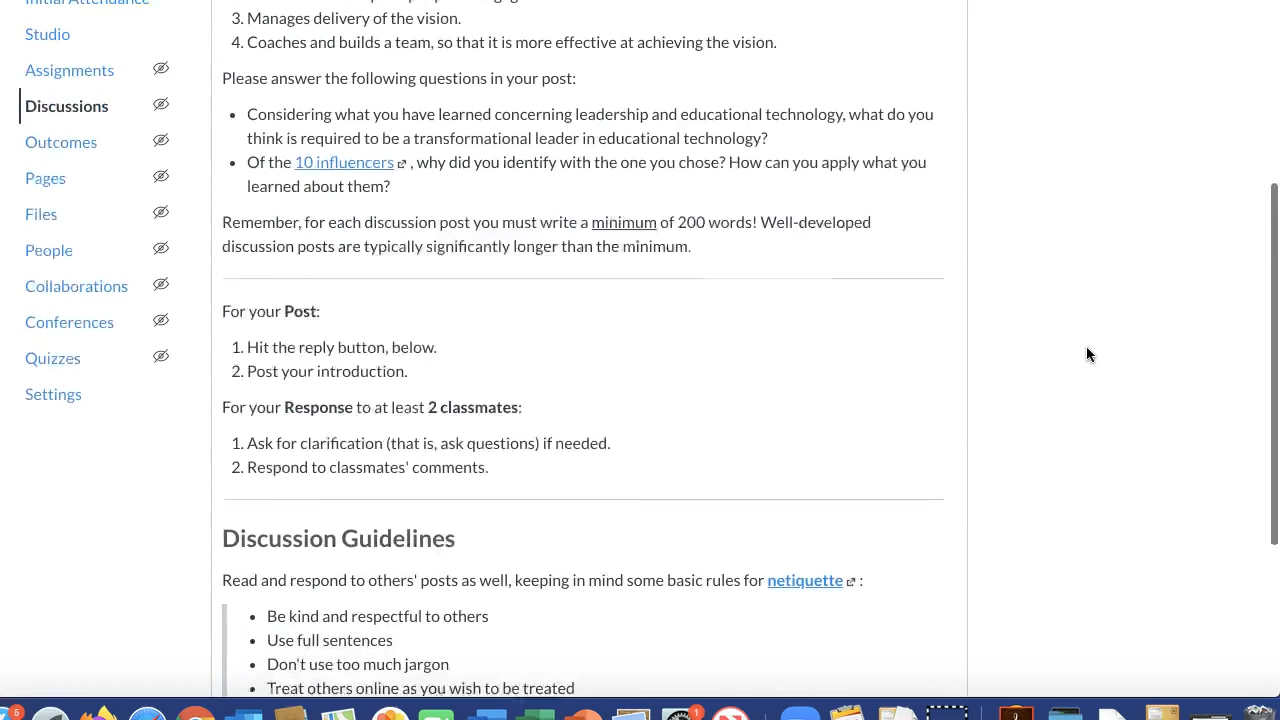 Initial Attendance
Studio
Assignments
Discussions
Outcomes
Pages
Files
People
Collaborations
Conferences
Quizzes
Settings
3. Manages delivery of the vision.
4. Coaches and builds a team, so that it is more effective at achieving the vision.
Please answer the following questions in your post:
• Considering what you have learned concerning leadership and educational technology, what do you
think is required to be a transformational leader in educational technology?
• Of the 10 influencers , why did you identify with the one you chose? How can you apply what you
learned about them?
Remember, for each discussion post you must write a minimum of 200 words! Well-developed
discussion posts are typically significantly longer than the minimum.
For your Post:
1. Hit the reply button, below.
2. Post your introduction.
For your Response to at least 2 classmates:
1. Ask for clarification (that is, ask questions) if needed.
2. Respond to classmates' comments.
Discussion Guidelines
Read and respond to others' posts as well, keeping in mind some basic rules for netiquette :
• Be kind and respectful to others
• Use full sentences
• Don't use too much jargon
• Treat others online as you wish to be treated
5
1